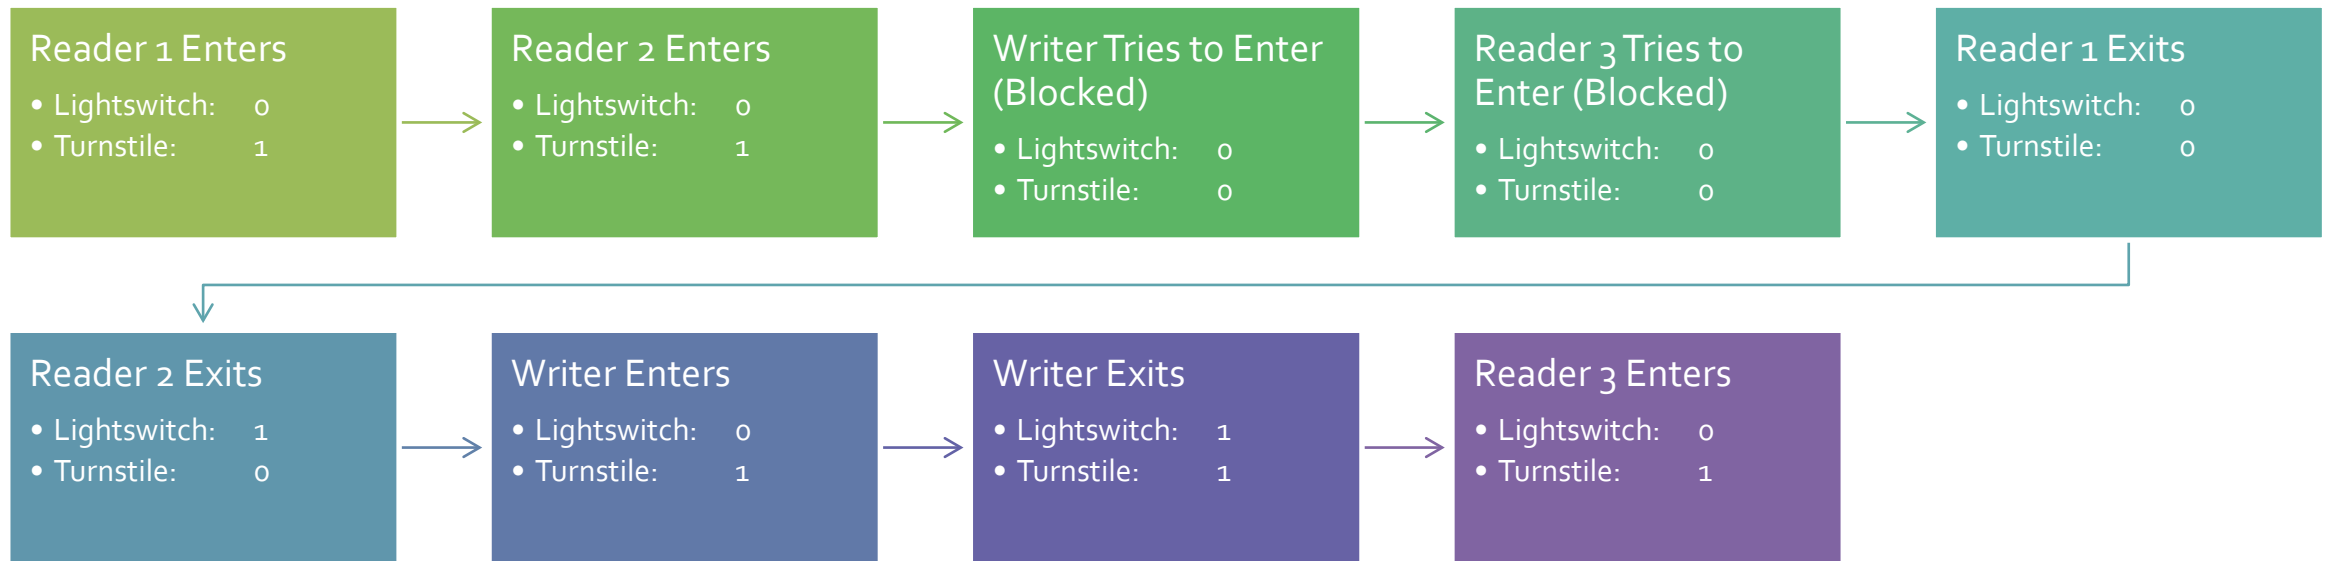 Reader 1 Enters
• Lightswitch: 0
• Turnstile: 1
Reader 2 Enters
• Lightswitch: 0
• Turnstile: 1
Writer Tries to Enter
(Blocked)
• Lightswitch: 0
• Turnstile: 0
Reader 3 Tries to
Enter (Blocked)
• Lightswitch: 0
• Turnstile: 0
Reader 1 Exits
• Lightswitch: 0
• Turnstile: 0
Reader 2 Exits
• Lightswitch: 1
• Turnstile: 0
Writer Enters
• Lightswitch: 0
• Turnstile: 1
Writer Exits
• Lightswitch: 1
• Turnstile: 1
Reader 3 Enters
• Lightswitch: 0
• Turnstile: 1